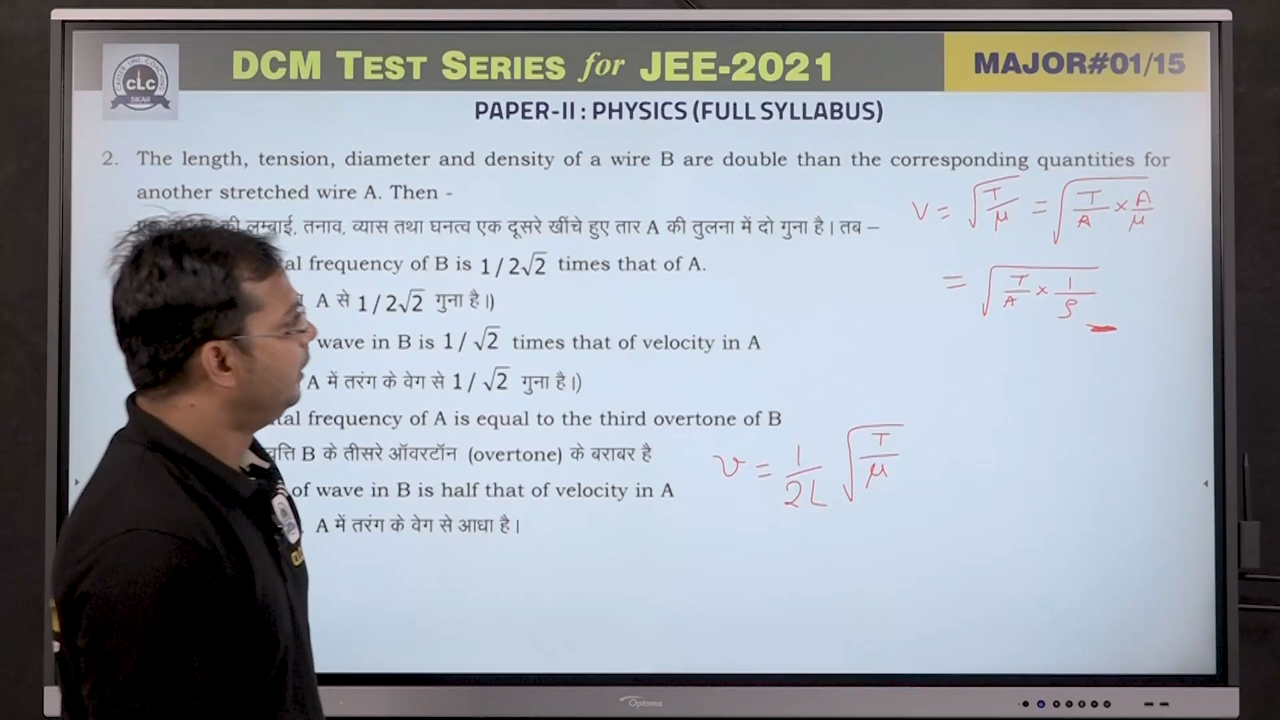 DCM TEST SERIES for JEE-2021
MAJOR#01/15
CLC
SIKAR
PAPER-II : PHYSICS (FULL SYLLABUS)
2. The length, tension, diameter and density of a wire B are double than the corresponding quantities for
another stretched wire A. Then -
की लम्बाई, तनाव, व्यास तथा घनत्व एक दूसरे खींचे हुए तार A की तुलना में दो गुना है। तब –
frequency of B is 1/2√2 times that of A.
A से 1/2√2 गुना है।)
wave in B is 1/√2 times that of velocity in A
A में तरंग के वेग से 1/√2 गुना है।)
frequency of A is equal to the third overtone of B
B के तीसरे ऑवरटॉन (overtone) के बराबर है
of wave in B is half that of velocity in A
A में तरंग के वेग से आधा है।
V = √(T/μ) = √(T/A × A/μ)
= √(T/A × 1/ρ)
ν = 1/2L √(T/μ)
Optoma